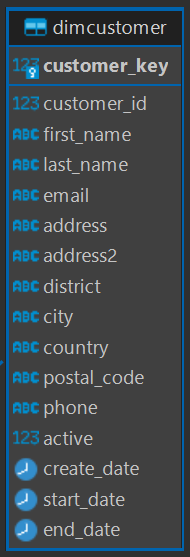 dimcustomer
123 customer_key
123 customer_id
ABC first_name
ABC last_name
ABC email
ABC address
ABC address2
ABC district
ABC city
ABC country
ABC postal_code
ABC phone
123 active
create_date
start_date
end_date